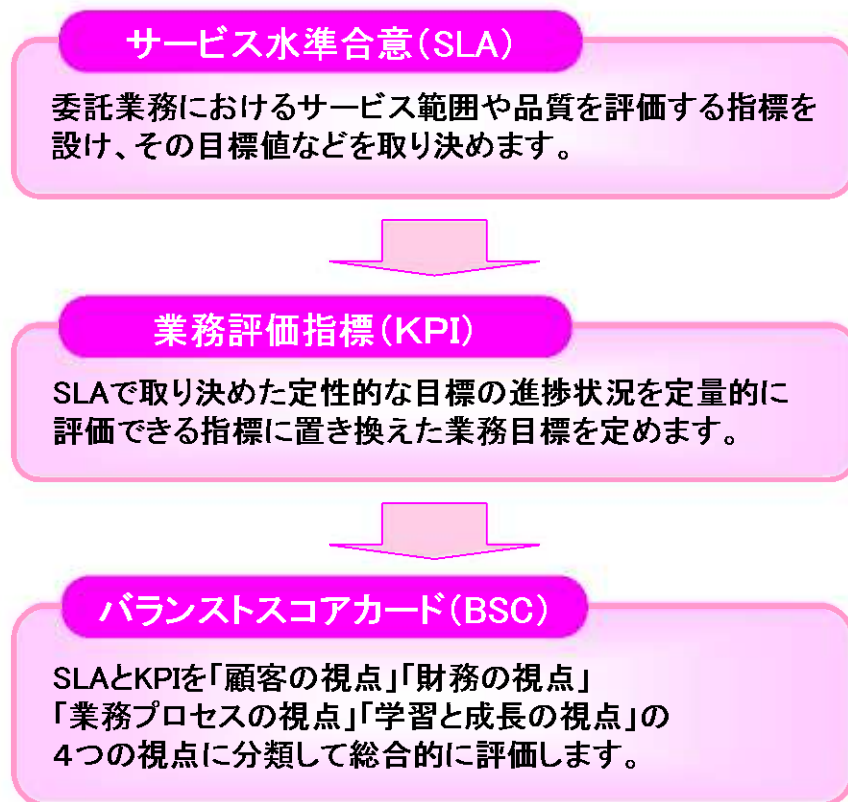 サービス水準合意(SLA)
委託業務におけるサービス範囲や品質を評価する指標を
設け、その目標値などを取り決めます。
業務評価指標(KPI)
SLAで取り決めた定性的な目標の進捗状況を定量的に
評価できる指標に置き換えた業務目標を定めます。
バランストスコアカード(BSC)
SLAとKPIを「顧客の視点」「財務の視点」
「業務プロセスの視点」「学習と成長の視点」の
4つの視点に分類して総合的に評価します。